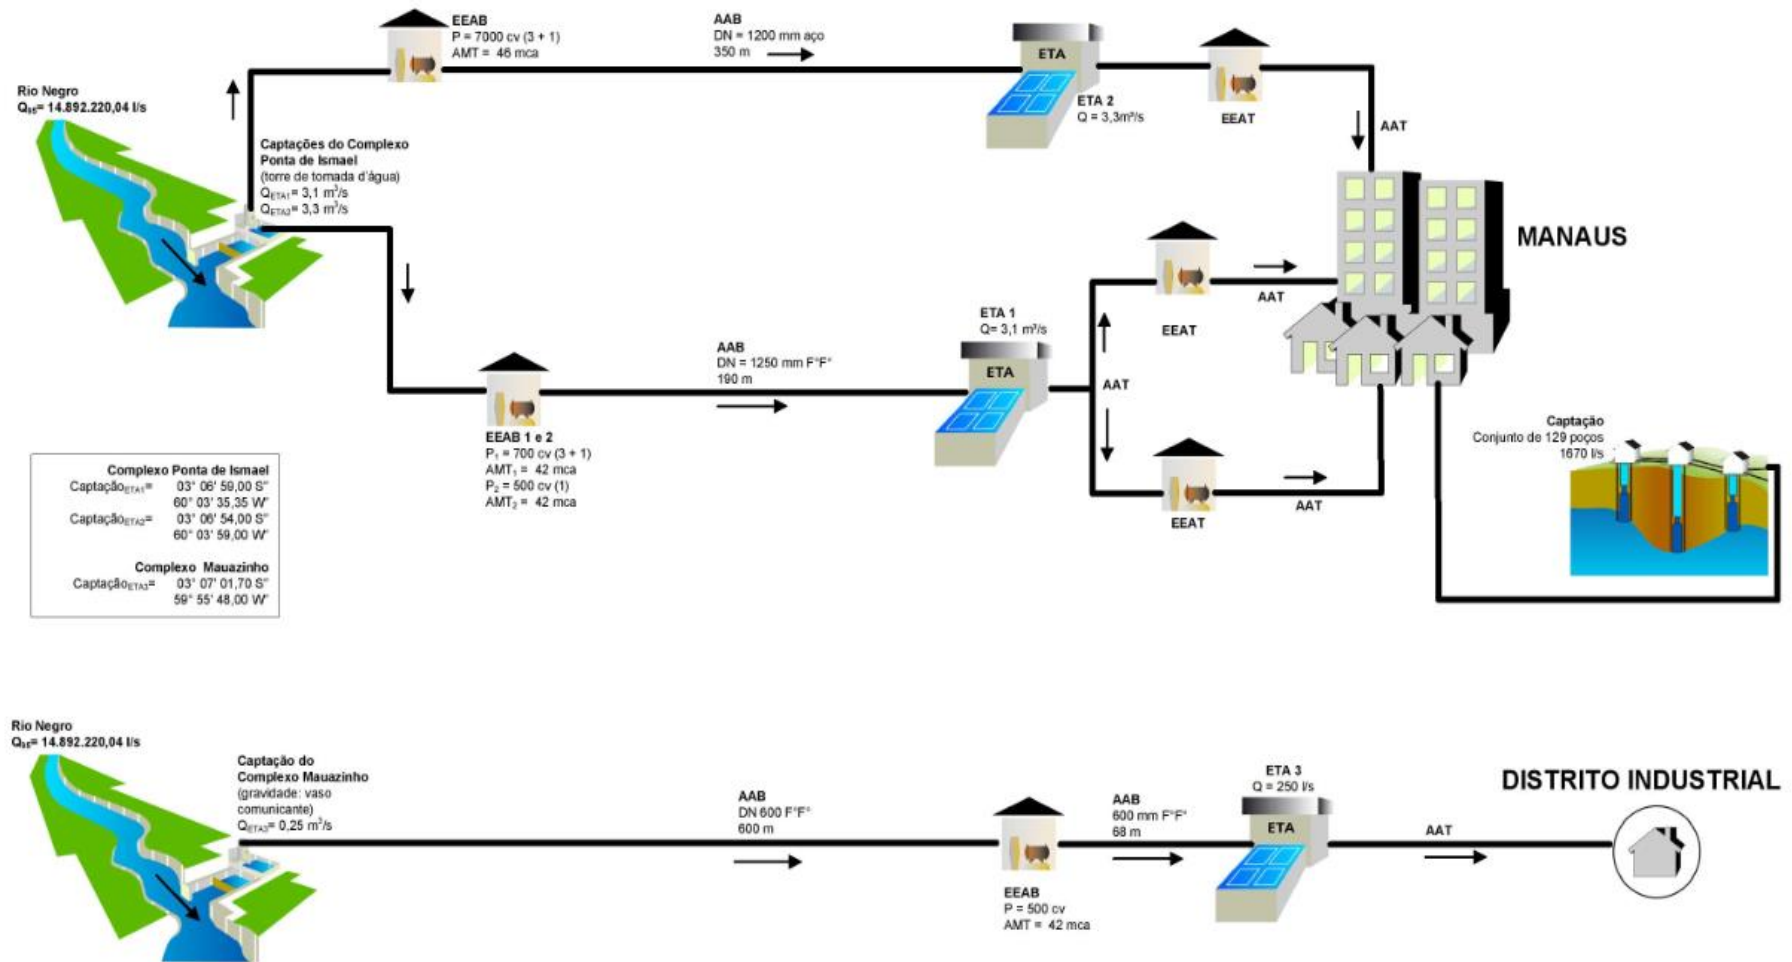 EEAB
P = 7000 cv (3 + 1)
AMT = 46 mca
AAB
DN = 1200 mm aço
350 m
ETA
ETA 2
Q = 3,3m³/s
EEAT
AAT
Rio Negro
Q₉₅= 14.892.220,04 l/s
Captações do Complexo
Ponta de Ismael
(torre de tomada d'água)
Q_ETA1= 3,1 m³/s
Q_ETA2= 3,3 m³/s
MANAUS
EEAT
AAT
ETA 1
Q= 3,1 m³/s
ETA
AAB
DN = 1250 mm F°F°
190 m
AAT
EEAB 1 e 2
P₁ = 700 cv (3 + 1)
AMT₁ = 42 mca
P₂ = 500 cv (1)
AMT₂ = 42 mca
EEAT
AAT
Captação
Conjunto de 129 poços
1670 l/s
Complexo Ponta de Ismael
Captação_ETA1= 03° 06' 59,00 S"
60° 03' 35,35 W"
Captação_ETA2= 03° 06' 54,00 S"
60° 03' 59,00 W"
Complexo Mauazinho
Captação_ETA3= 03° 07' 01,70 S"
59° 55' 48,00 W"
Rio Negro
Q₉₅= 14.892.220,04 l/s
Captação do
Complexo Mauazinho
(gravidade: vaso
comunicante)
Q_ETA3= 0,25 m³/s
AAB
DN 600 F°F°
600 m
EEAB
P = 500 cv
AMT = 42 mca
AAB
600 mm F°F°
68 m
ETA 3
Q = 250 l/s
ETA
AAT
DISTRITO INDUSTRIAL